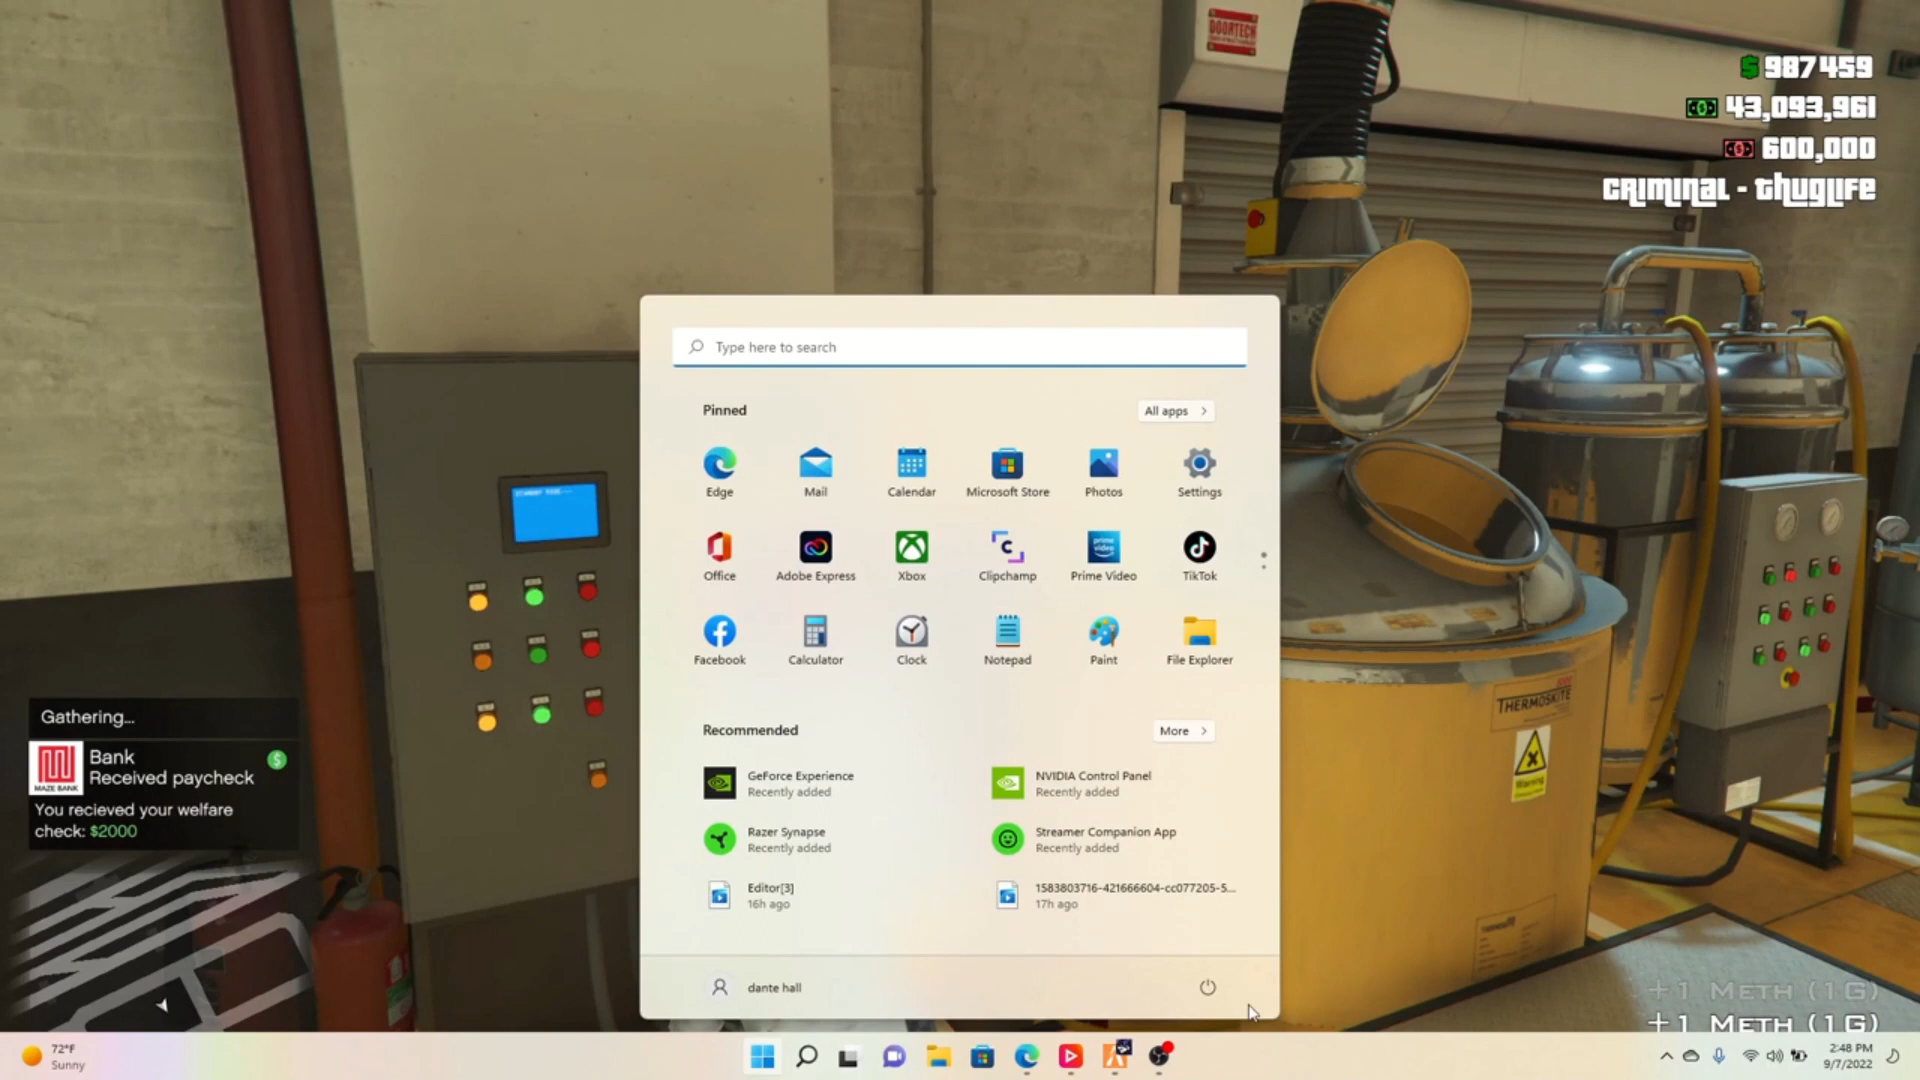 DOORTECH
$ 987459
43,093,961
600,000
Criminal - Thuglife
Type here to search
Pinned
All apps
Edge
Mail
Calendar
Microsoft Store
Photos
Settings
Office
Adobe Express
Xbox
Clipchamp
Prime Video
TikTok
Facebook
Calculator
Clock
Notepad
Paint
File Explorer
Recommended
More
GeForce Experience
Recently added
NVIDIA Control Panel
Recently added
Razer Synapse
Recently added
Streamer Companion App
Recently added
Editor[3]
16h ago
1583803716-421666604-cc077205-5...
17h ago
dante hall
Gathering...
MAZE BANK
Bank
Received paycheck
You recieved your welfare
check: $2000
THERMOSKITE
Warning
+1 Meth (1G)
+1 Meth (1G)
72°F
Sunny
2:48 PM
9/7/2022